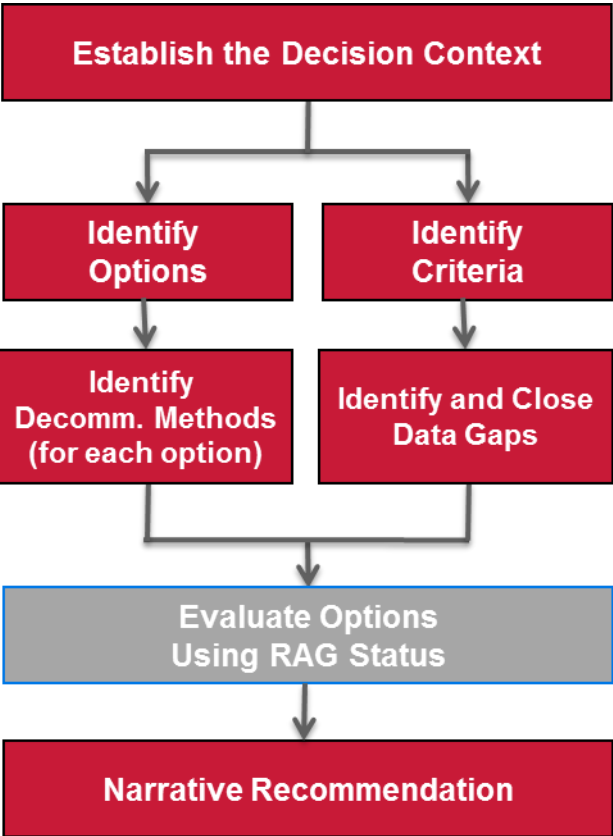 Establish the Decision Context
Identify
Options
Identify
Criteria
Identify
Decomm. Methods
(for each option)
Identify and Close
Data Gaps
Evaluate Options
Using RAG Status
Narrative Recommendation